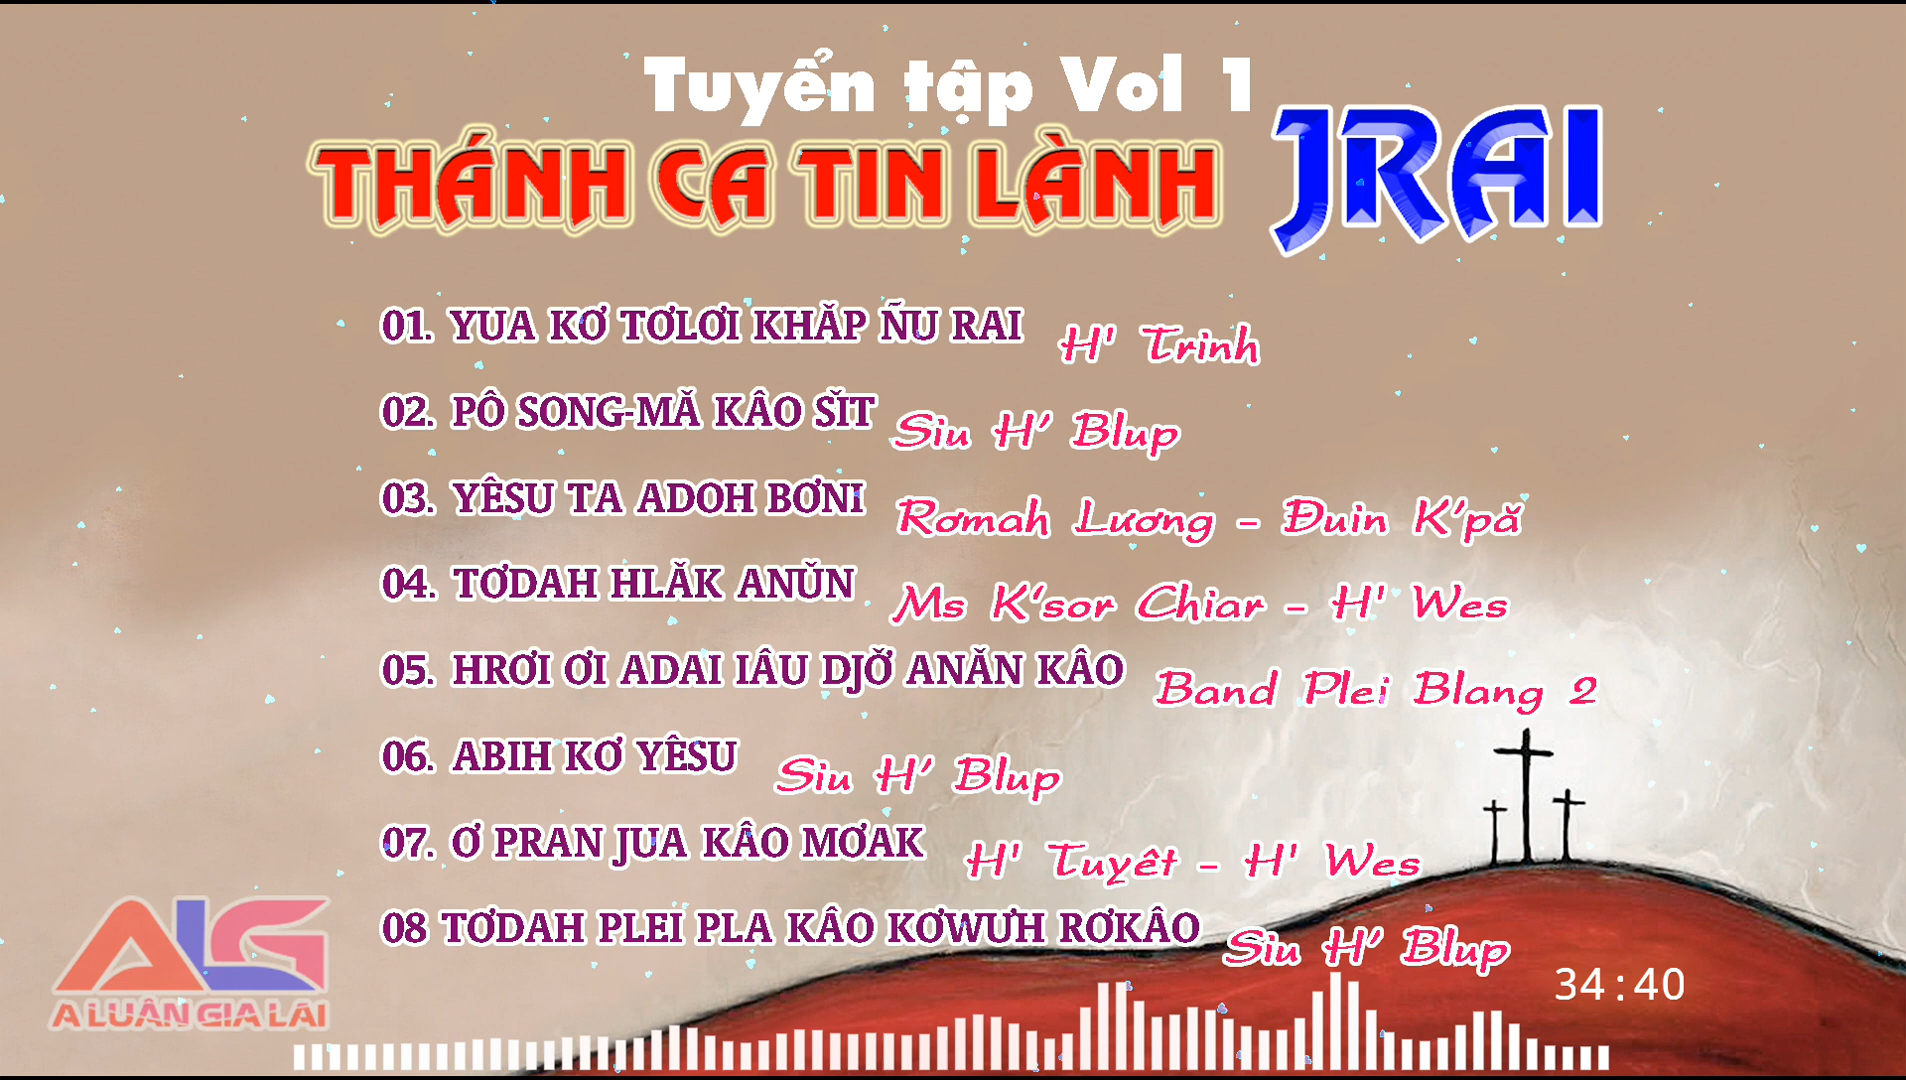 Tuyển tập Vol 1
THÁNH CA TIN LÀNH JRAI
01. YUA KƠ TƠLƠI KHĂP ÑU RAI H' Trinh
02. PÔ SONG-MĂ KÂO SĬT Siu H' Blup
03. YÊSU TA ADOH BƠNI Rơmah Lương - Đuin K'pă
04. TƠDAH HLĂK ANŬN Ms K'sor Chiar - H' Wes
05. HRƠI ƠI ADAI IÂU DJƠ̆ ANĂN KÂO Band Plei Blang 2
06. ABIH KƠ YÊSU Siu H' Blup
07. Ơ PRAN JUA KÂO MƠAK H' Tuyêt - H' Wes
08 TƠDAH PLEI PLA KÂO KƠWƯH RƠKÂO Siu H' Blup
34:40
ALG
A LUÂN GIA LAI